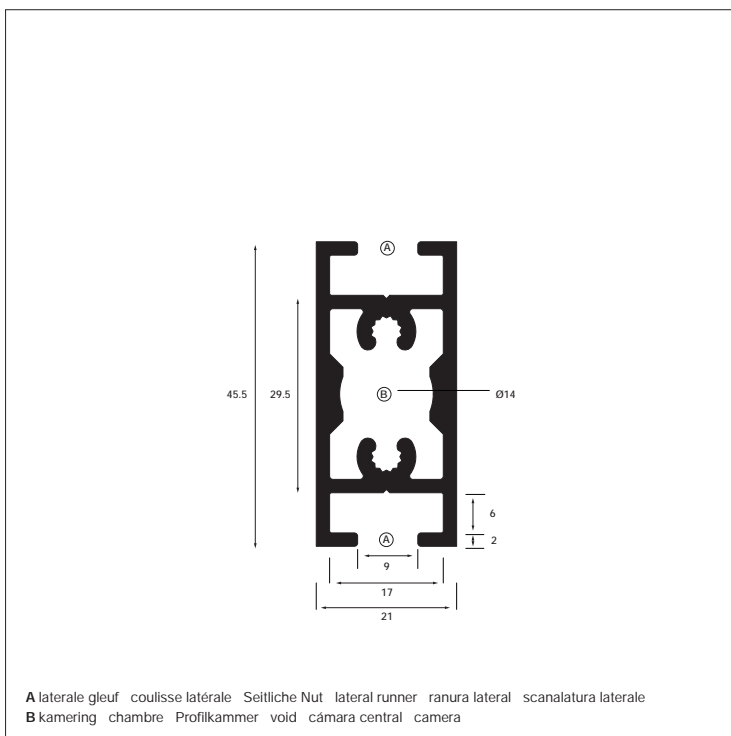 A
45.5
29.5
B
Ø14
6
A
2
9
17
21
A laterale gleuf coulisse latérale Seitliche Nut lateral runner ranura lateral scanalatura laterale
B kamering chambre Profilkammer void cámara central camera